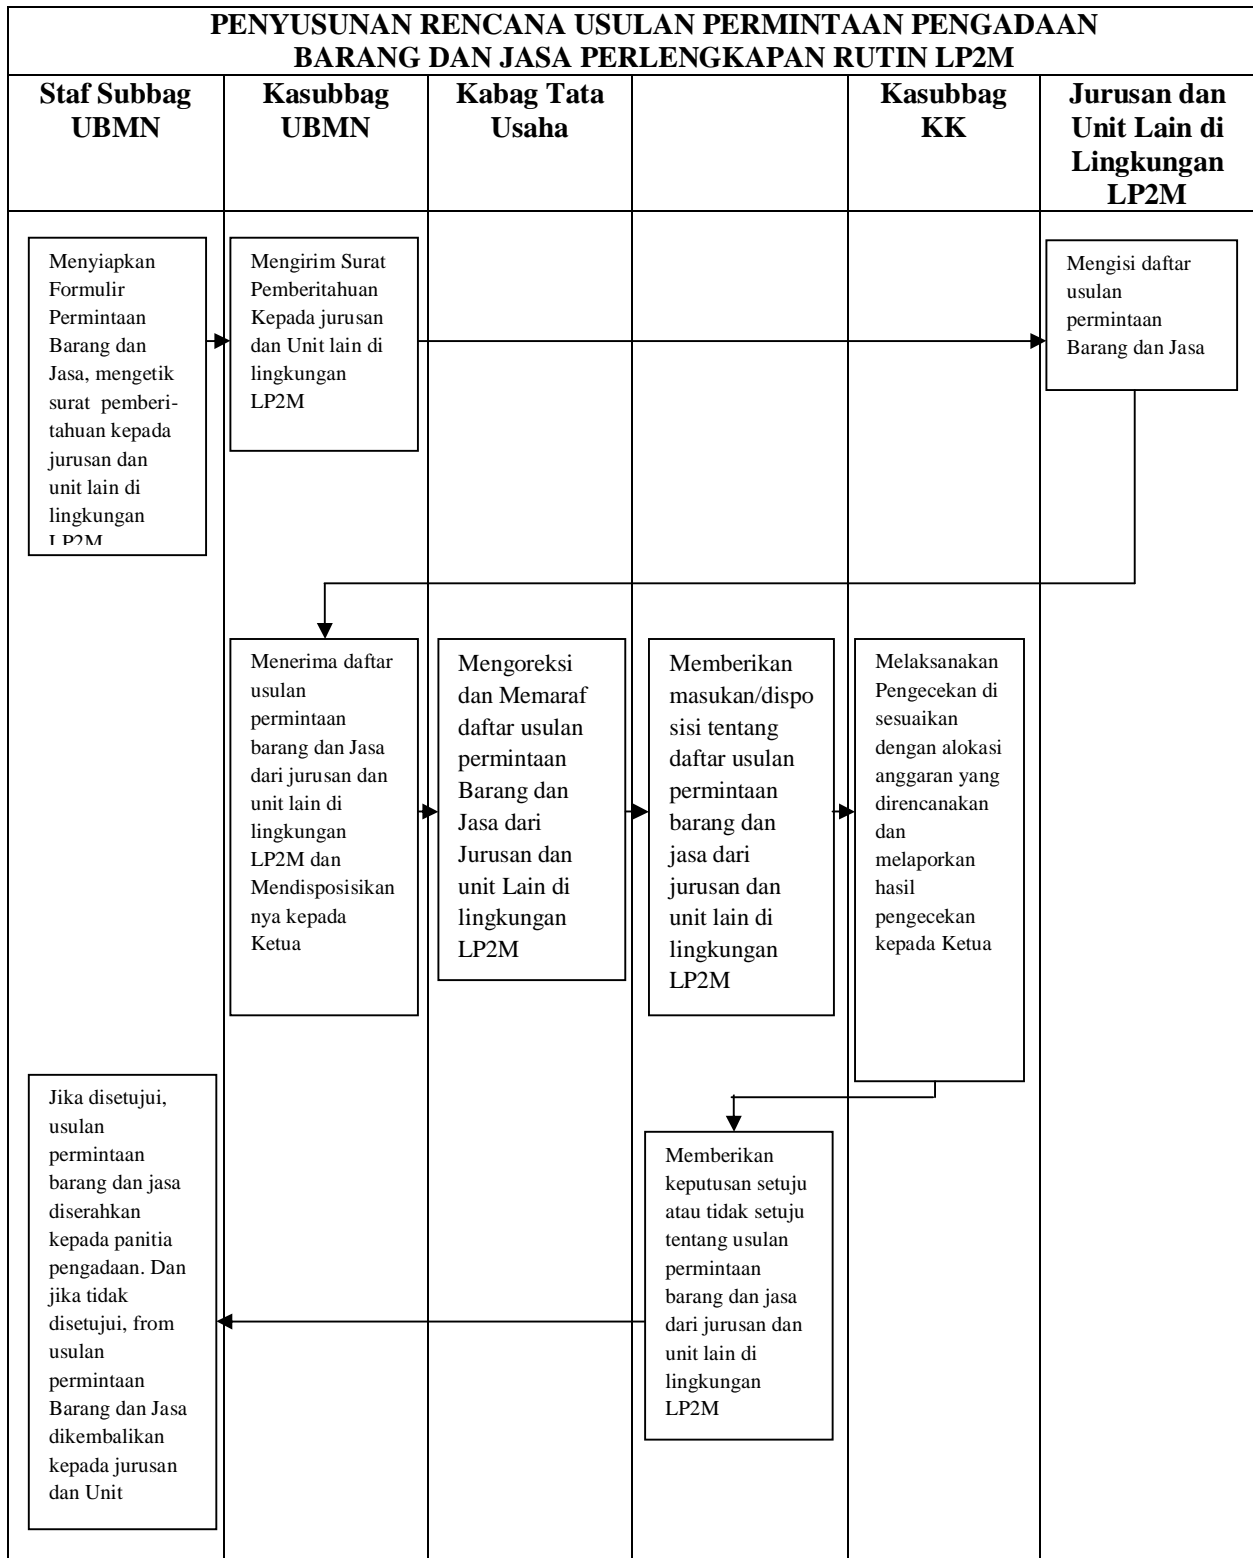 PENYUSUNAN RENCANA USULAN PERMINTAAN PENGADAAN
BARANG DAN JASA PERLENGKAPAN RUTIN LP2M
Staf Subbag
UBMN
Kasubbag
UBMN
Kabag Tata
Usaha
Kasubbag
KK
Jurusan dan
Unit Lain di
Lingkungan
LP2M
Menyiapkan
Formulir
Permintaan
Barang dan
Jasa, mengetik
surat pemberi-
tahuan kepada
jurusan dan
unit lain di
lingkungan
LP2M
Mengirim Surat
Pemberitahuan
Kepada jurusan
dan Unit lain di
lingkungan
LP2M
Mengisi daftar
usulan
permintaan
Barang dan Jasa
Menerima daftar
usulan
permintaan
barang dan Jasa
dari jurusan dan
unit lain di
lingkungan
LP2M dan
Mendisposisikan
nya kepada
Ketua
Mengoreksi
dan Memaraf
daftar usulan
permintaan
Barang dan
Jasa dari
Jurusan dan
unit Lain di
lingkungan
LP2M
Memberikan
masukan/dispo
sisi tentang
daftar usulan
permintaan
barang dan
jasa dari
jurusan dan
unit lain di
lingkungan
LP2M
Melaksanakan
Pengecekan di
sesuaikan
dengan alokasi
anggaran yang
direncanakan
dan
melaporkan
hasil
pengecekan
kepada Ketua
Memberikan
keputusan setuju
atau tidak setuju
tentang usulan
permintaan
barang dan jasa
dari jurusan dan
unit lain di
lingkungan
LP2M
Jika disetujui,
usulan
permintaan
barang dan jasa
diserahkan
kepada panitia
pengadaan. Dan
jika tidak
disetujui, from
usulan
permintaan
Barang dan Jasa
dikembalikan
kepada jurusan
dan Unit